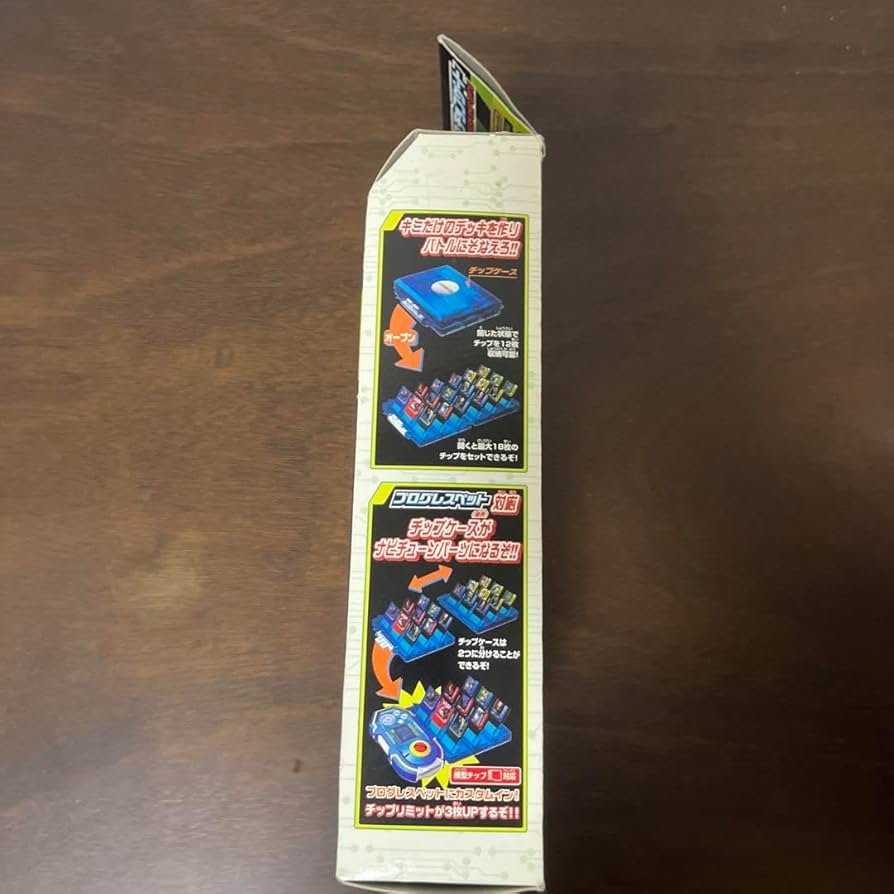 キミだけのデッキを作り
バトルにそなえろ!!
チップケース
オープン
閉じた状態で
チップを12枚
収納可能!
開くと最大18枚の
チップをセットできるぞ!
プログレスペット対応
チップケースが
ナビチューンパーツになるぞ!!
チップケースは
2つに分けることが
できるぞ!
横型チップ 対応
プログレスペットにカスタムイン!
チップリミットが3枚UPするぞ!!